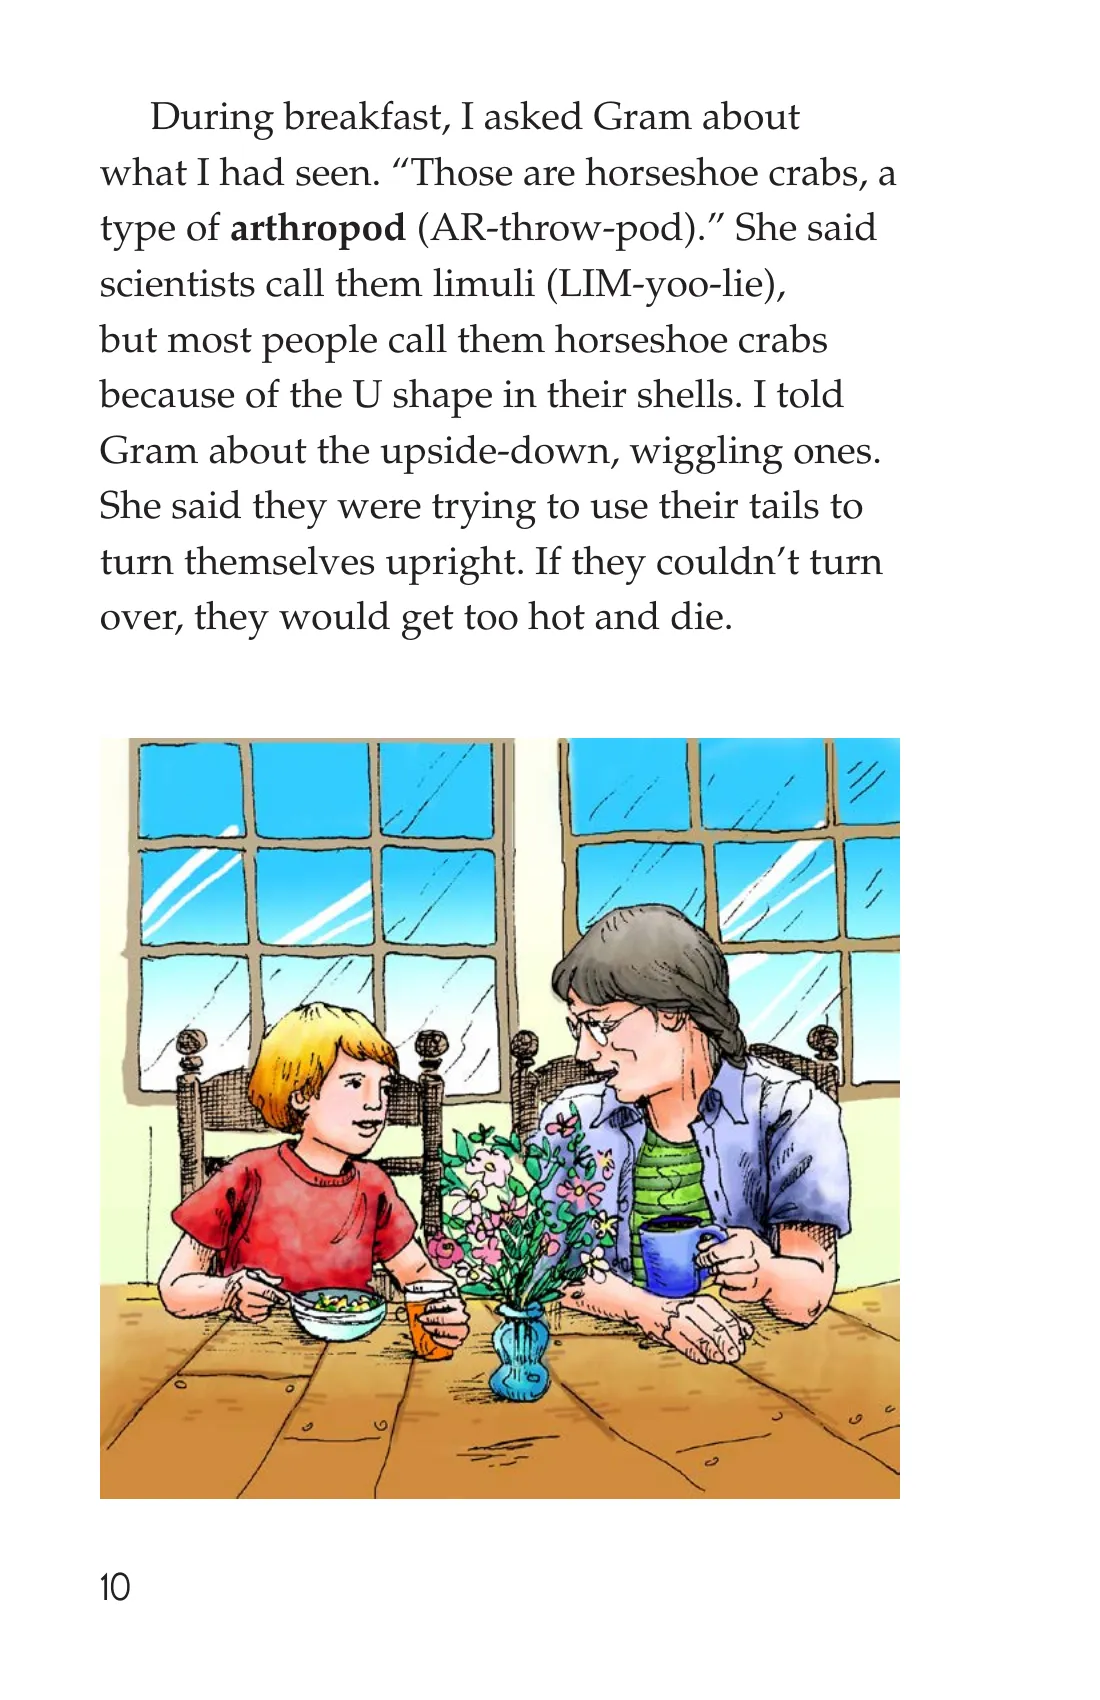 During breakfast, I asked Gram about
what I had seen. “Those are horseshoe crabs, a
type of arthropod (AR-throw-pod).” She said
scientists call them limuli (LIM-yoo-lie),
but most people call them horseshoe crabs
because of the U shape in their shells. I told
Gram about the upside-down, wiggling ones.
She said they were trying to use their tails to
turn themselves upright. If they couldn’t turn
over, they would get too hot and die.
10